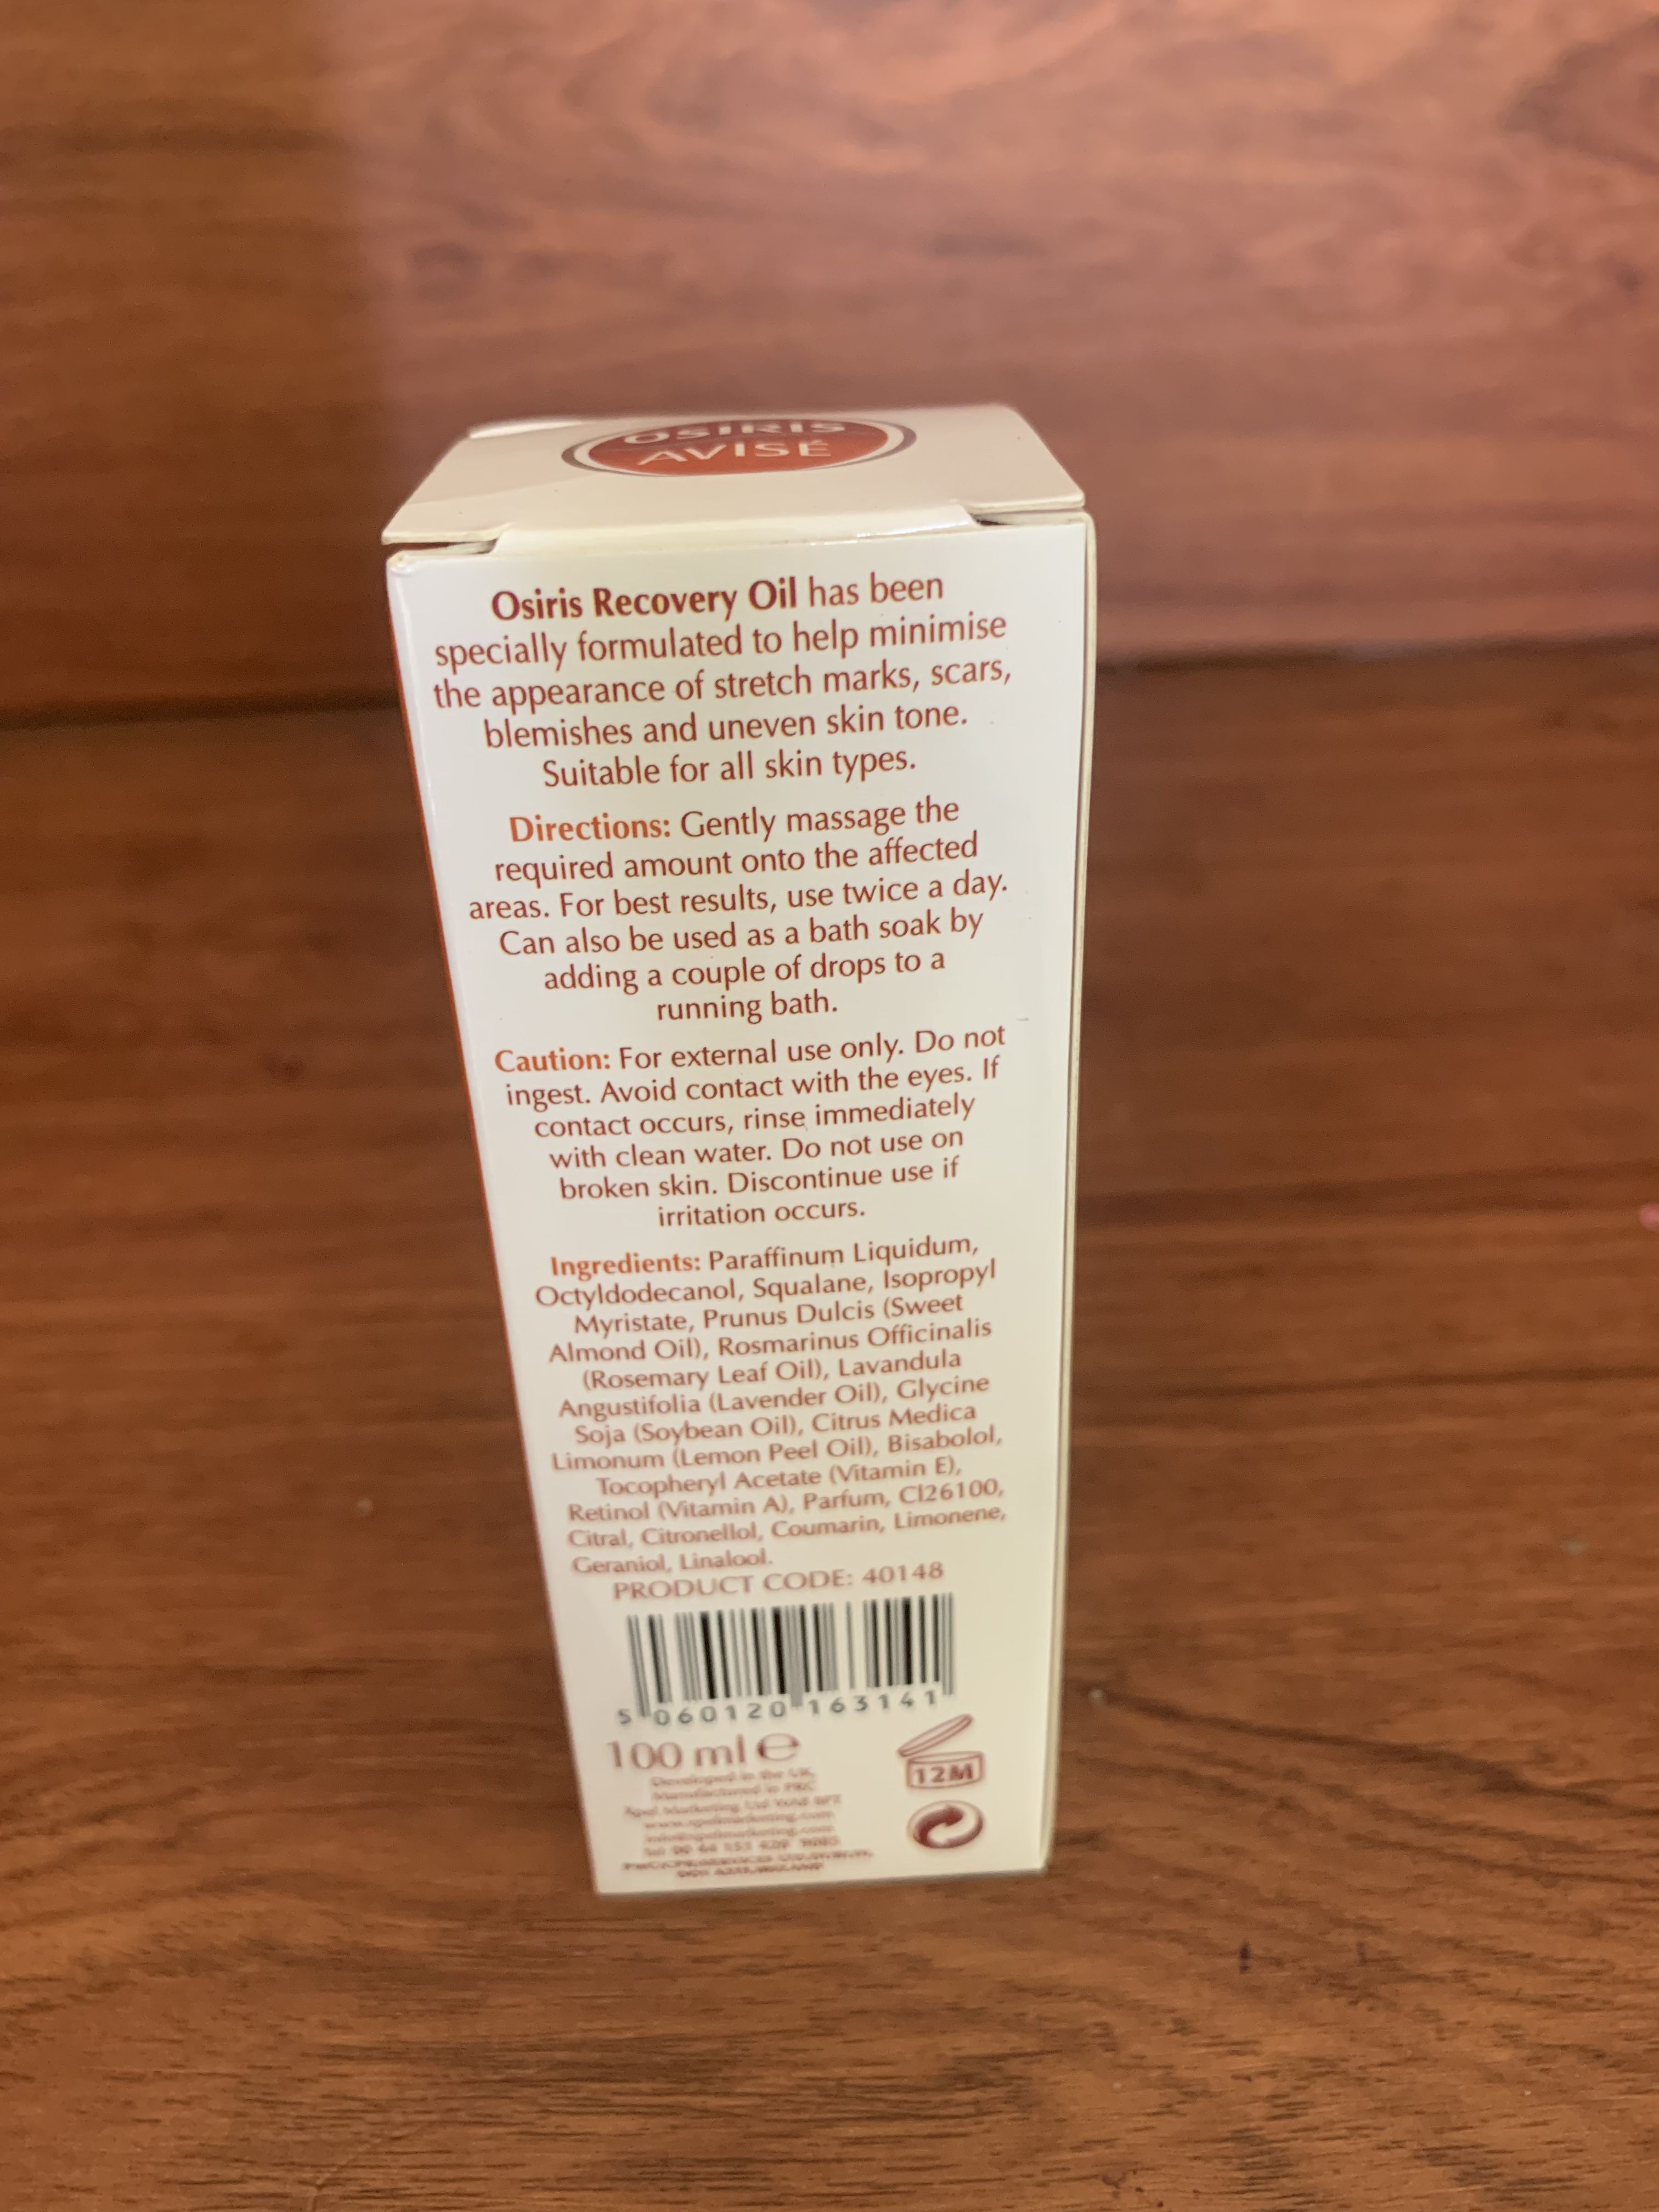 OSIRIS
AVISÉ
Osiris Recovery Oil has been
specially formulated to help minimise
the appearance of stretch marks, scars,
blemishes and uneven skin tone.
Suitable for all skin types.
Directions: Gently massage the
required amount onto the affected
areas. For best results, use twice a day.
Can also be used as a bath soak by
adding a couple of drops to a
running bath.
Caution: For external use only. Do not
ingest. Avoid contact with the eyes. If
contact occurs, rinse immediately
with clean water. Do not use on
broken skin. Discontinue use if
irritation occurs.
Ingredients: Paraffinum Liquidum,
Octyldodecanol, Squalane, Isopropyl
Myristate, Prunus Dulcis (Sweet
Almond Oil), Rosmarinus Officinalis
(Rosemary Leaf Oil), Lavandula
Angustifolia (Lavender Oil), Glycine
Soja (Soybean Oil), Citrus Medica
Limonum (Lemon Peel Oil), Bisabolol,
Tocopheryl Acetate (Vitamin E),
Retinol (Vitamin A), Parfum, CI26100,
Citral, Citronellol, Coumarin, Limonene,
Geraniol, Linalool.
PRODUCT CODE: 40148
5 060120 163141
100 ml e
12M
Developed in the UK,
Manufactured in PRC